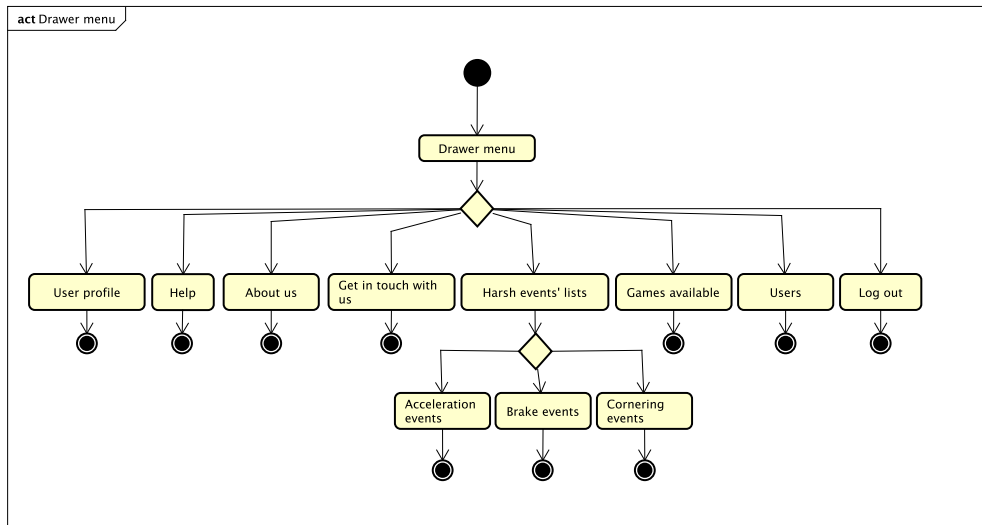 act Drawer menu
Drawer menu
User profile
Help
About us
Get in touch with
us
Harsh events' lists
Games available
Users
Log out
Acceleration
events
Brake events
Cornering
events